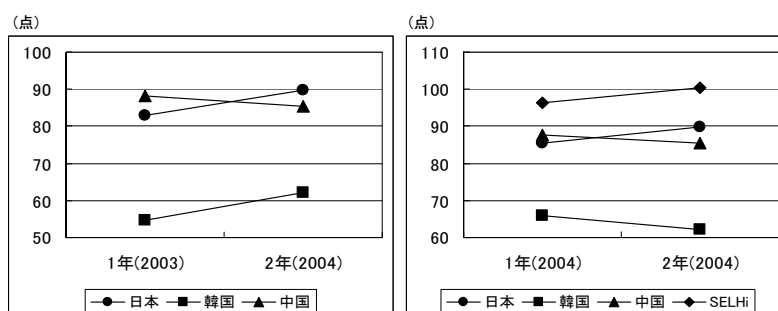 (点)
100
90
80
70
60
50
1年(2003)
2年(2004)
日本
韓国
中国
(点)
110
100
90
80
70
60
1年(2004)
2年(2004)
日本
韓国
中国
SELHi